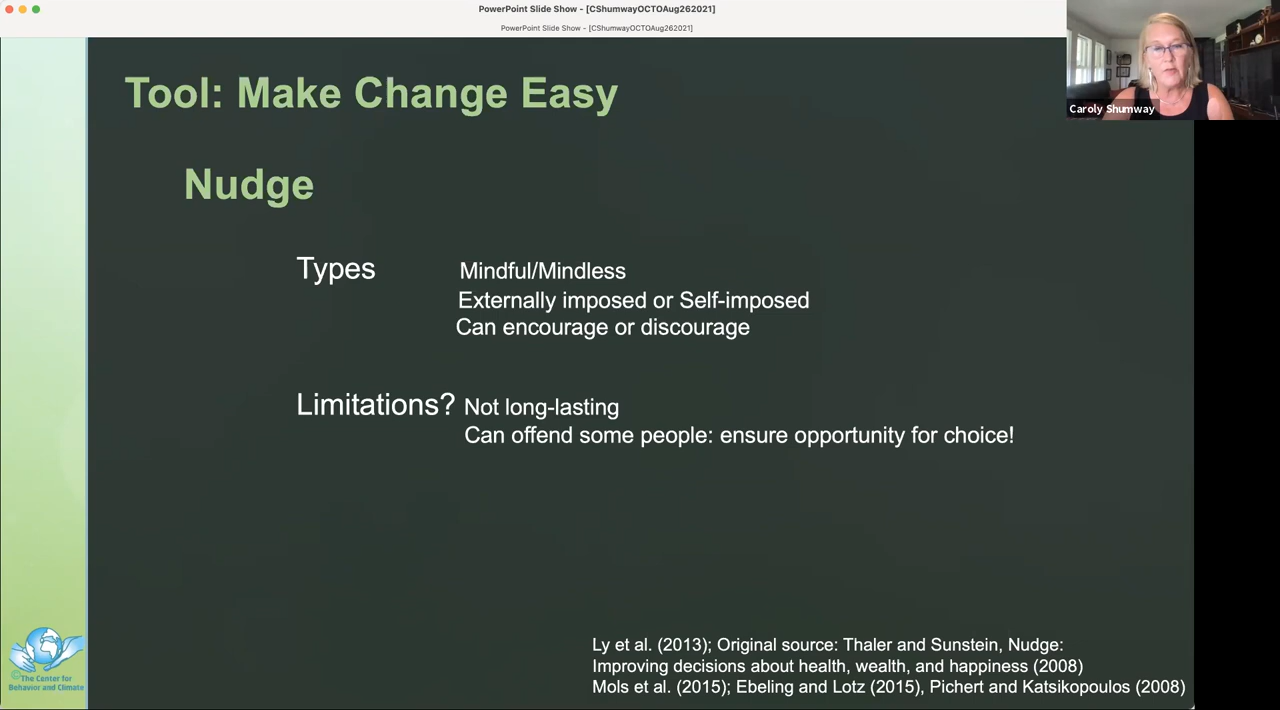 PowerPoint Slide Show - [CShumwayOCTOAug262021]
PowerPoint Slide Show - [CShumwayOCTOAug262021]
Caroly Shumway
Tool: Make Change Easy
Nudge
Types Mindful/Mindless
Externally imposed or Self-imposed
Can encourage or discourage
Limitations? Not long-lasting
Can offend some people: ensure opportunity for choice!
Ly et al. (2013); Original source: Thaler and Sunstein, Nudge:
Improving decisions about health, wealth, and happiness (2008)
Mols et al. (2015); Ebeling and Lotz (2015), Pichert and Katsikopoulos (2008)
©The Center for
Behavior and Climate